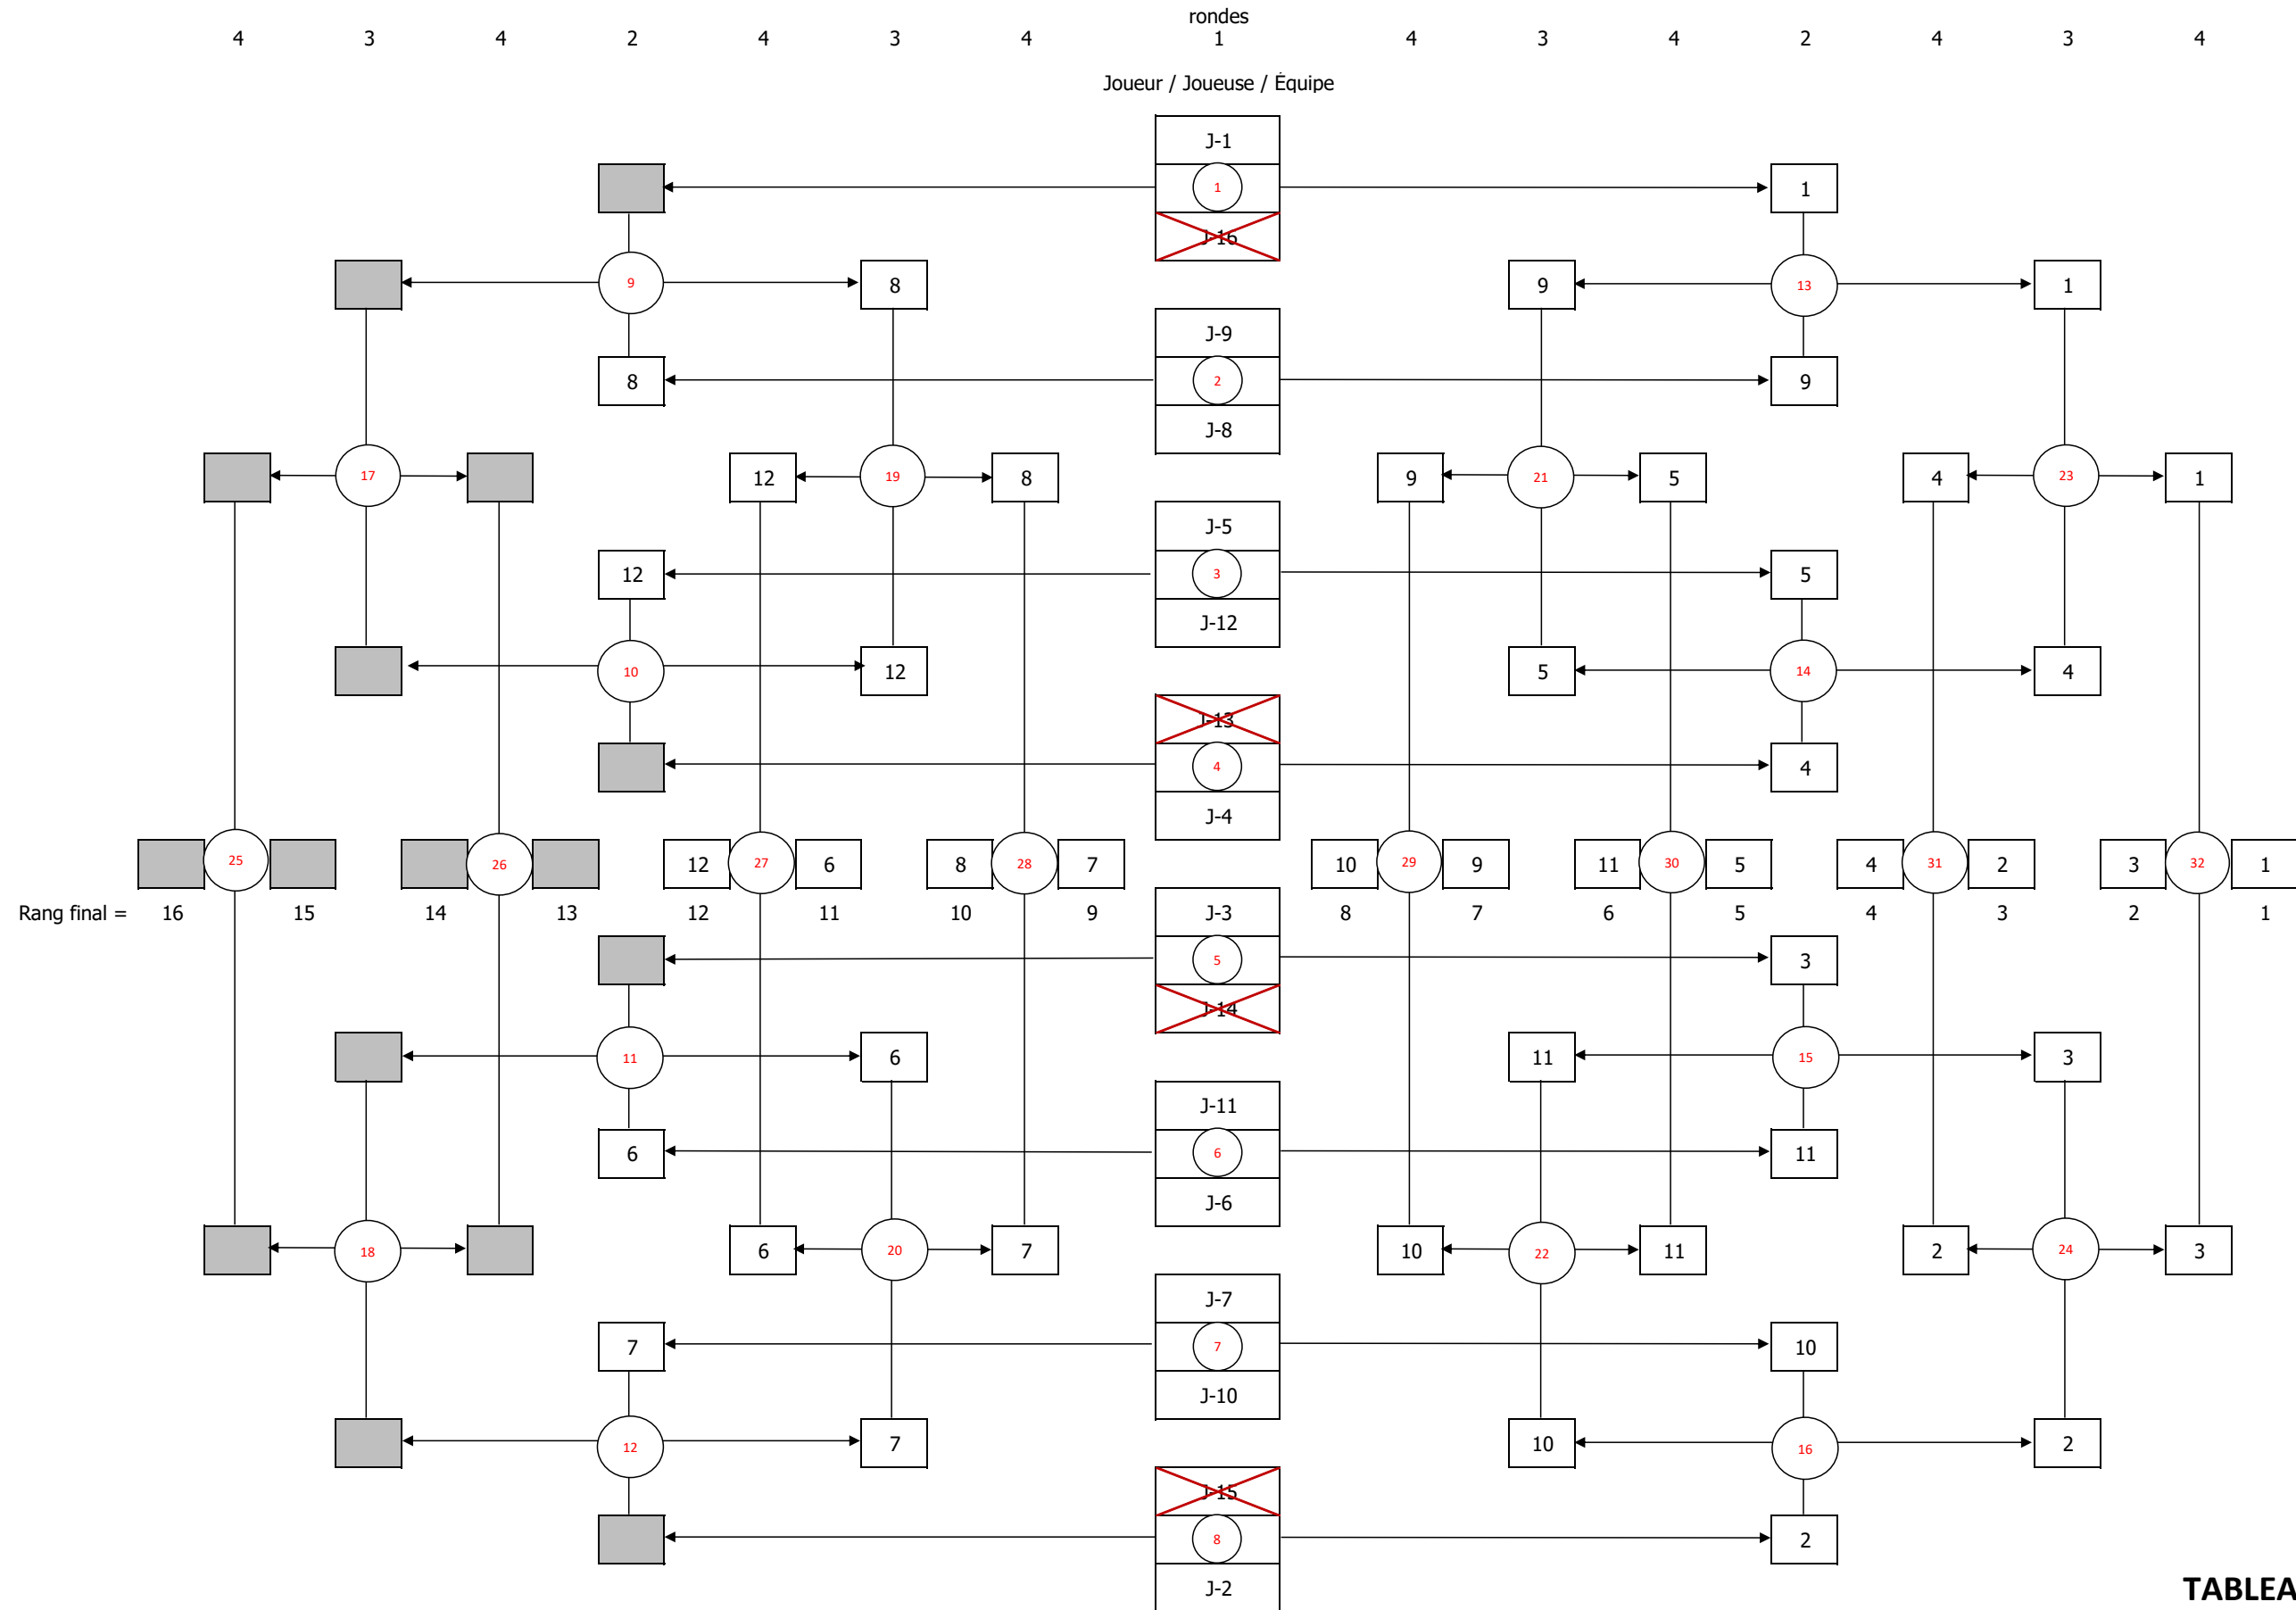 rondes
4 3 4 2 4 3 4 1 4 3 4 2 4 3 4
Joueur / Joueuse / Équipe
J-1
1 1
J-16
9 8 9 13 1
J-9
8 2 9
J-8
17 12 19 8 9 21 5 4 23 1
J-5
12 3 5
J-12
10 12 5 14 4
J-13
4 4
J-4
25 26 12 27 6 8 28 7 10 29 9 11 30 5 4 31 2 3 32 1
Rang final = 16 15 14 13 12 11 10 9 J-3 8 7 6 5 4 3 2 1
5 3
J-14
11 6 11 15 3
J-11
6 6 11
J-6
18 6 20 7 10 22 11 2 24 3
J-7
7 7 10
J-10
12 7 10 16 2
J-15
8 2
J-2
TABLEA